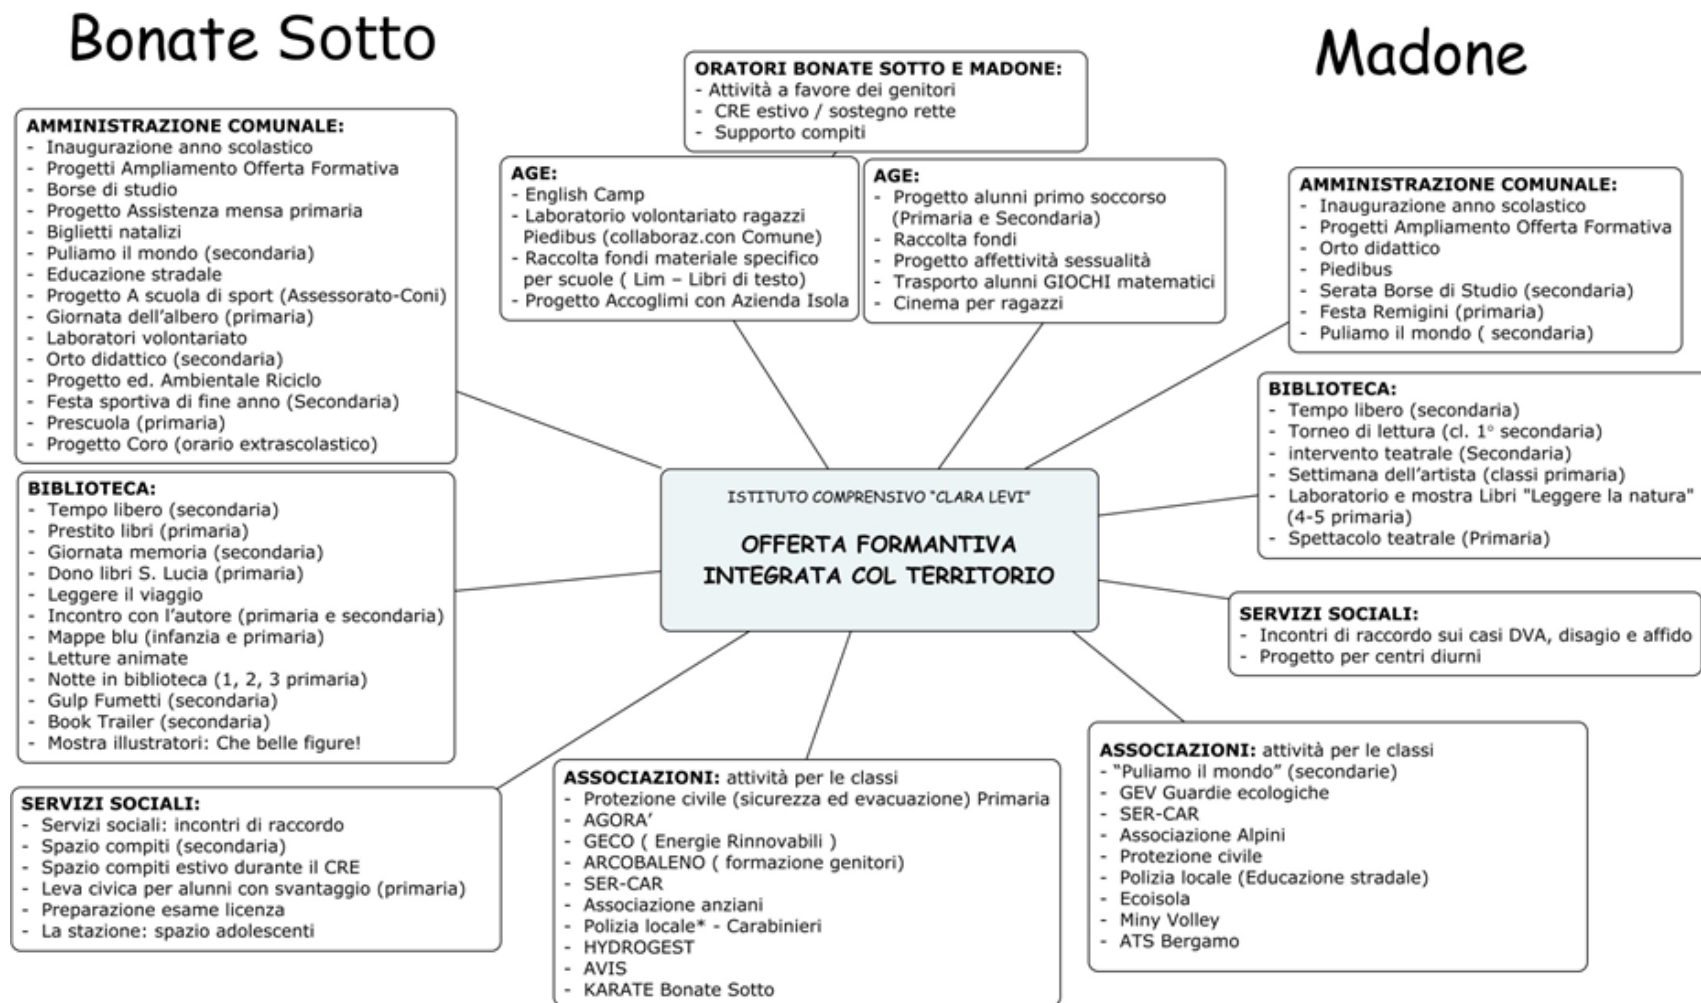 Bonate Sotto
Madone
ORATORI BONATE SOTTO E MADONE:
- Attività a favore dei genitori
- CRE estivo / sostegno rette
- Supporto compiti
AMMINISTRAZIONE COMUNALE:
- Inaugurazione anno scolastico
- Progetti Ampliamento Offerta Formativa
- Borse di studio
- Progetto Assistenza mensa primaria
- Biglietti natalizi
- Puliamo il mondo (secondaria)
- Educazione stradale
- Progetto A scuola di sport (Assessorato-Coni)
- Giornata dell'albero (primaria)
- Laboratori volontariato
- Orto didattico (secondaria)
- Progetto ed. Ambientale Riciclo
- Festa sportiva di fine anno (Secondaria)
- Prescuola (primaria)
- Progetto Coro (orario extrascolastico)
AGE:
- English Camp
- Laboratorio volontariato ragazzi
Piedibus (collaboraz.con Comune)
- Raccolta fondi materiale specifico
per scuole ( Lim – Libri di testo)
- Progetto Accoglimi con Azienda Isola
AGE:
- Progetto alunni primo soccorso
(Primaria e Secondaria)
- Raccolta fondi
- Progetto affettività sessualità
- Trasporto alunni GIOCHI matematici
- Cinema per ragazzi
AMMINISTRAZIONE COMUNALE:
- Inaugurazione anno scolastico
- Progetti Ampliamento Offerta Formativa
- Orto didattico
- Piedibus
- Serata Borse di Studio (secondaria)
- Festa Remigini (primaria)
- Puliamo il mondo ( secondaria)
BIBLIOTECA:
- Tempo libero (secondaria)
- Torneo di lettura (cl. 1° secondaria)
- intervento teatrale (Secondaria)
- Settimana dell'artista (classi primaria)
- Laboratorio e mostra Libri "Leggere la natura"
(4-5 primaria)
- Spettacolo teatrale (Primaria)
ISTITUTO COMPRENSIVO "CLARA LEVI"
OFFERTA FORMANTIVA
INTEGRATA COL TERRITORIO
BIBLIOTECA:
- Tempo libero (secondaria)
- Prestito libri (primaria)
- Giornata memoria (secondaria)
- Dono libri S. Lucia (primaria)
- Leggere il viaggio
- Incontro con l'autore (primaria e secondaria)
- Mappe blu (infanzia e primaria)
- Letture animate
- Notte in biblioteca (1, 2, 3 primaria)
- Gulp Fumetti (secondaria)
- Book Trailer (secondaria)
- Mostra illustratori: Che belle figure!
SERVIZI SOCIALI:
- Incontri di raccordo sui casi DVA, disagio e affido
- Progetto per centri diurni
SERVIZI SOCIALI:
- Servizi sociali: incontri di raccordo
- Spazio compiti (secondaria)
- Spazio compiti estivo durante il CRE
- Leva civica per alunni con svantaggio (primaria)
- Preparazione esame licenza
- La stazione: spazio adolescenti
ASSOCIAZIONI: attività per le classi
- Protezione civile (sicurezza ed evacuazione) Primaria
- AGORA'
- GECO ( Energie Rinnovabili )
- ARCOBALENO ( formazione genitori)
- SER-CAR
- Associazione anziani
- Polizia locale* - Carabinieri
- HYDROGEST
- AVIS
- KARATE Bonate Sotto
ASSOCIAZIONI: attività per le classi
- "Puliamo il mondo" (secondarie)
- GEV Guardie ecologiche
- SER-CAR
- Associazione Alpini
- Protezione civile
- Polizia locale (Educazione stradale)
- Ecoisola
- Miny Volley
- ATS Bergamo